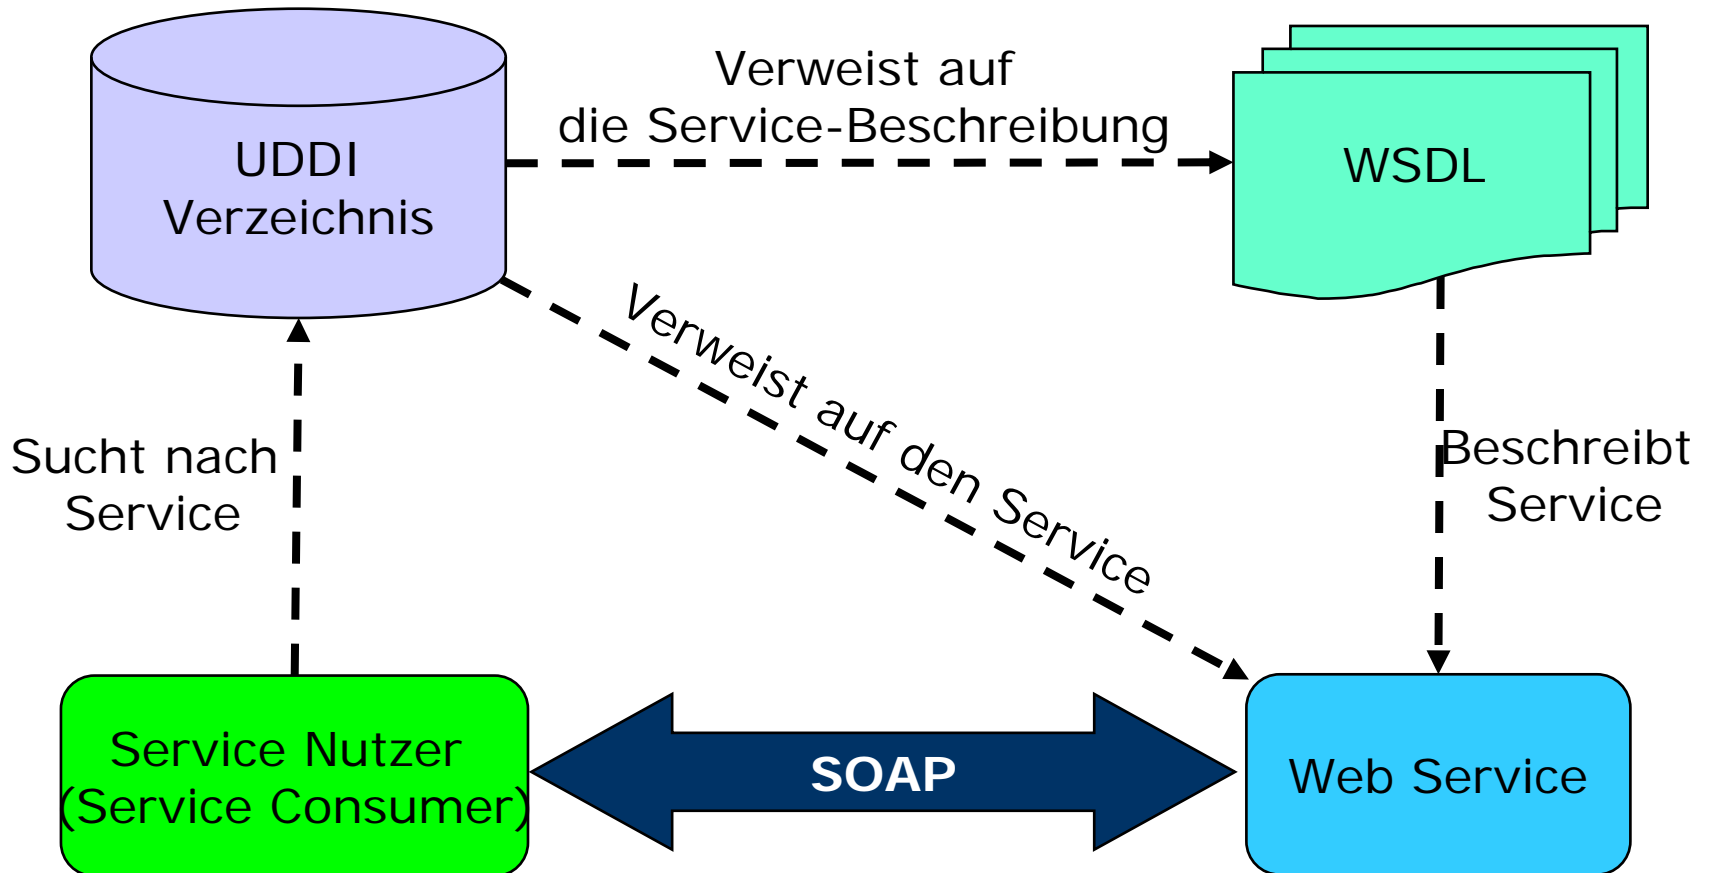 Verweist auf
die Service-Beschreibung
UDDI
Verzeichnis
WSDL
Verweist auf den Service
Sucht nach
Service
Beschreibt
Service
Service Nutzer
(Service Consumer)
SOAP
Web Service